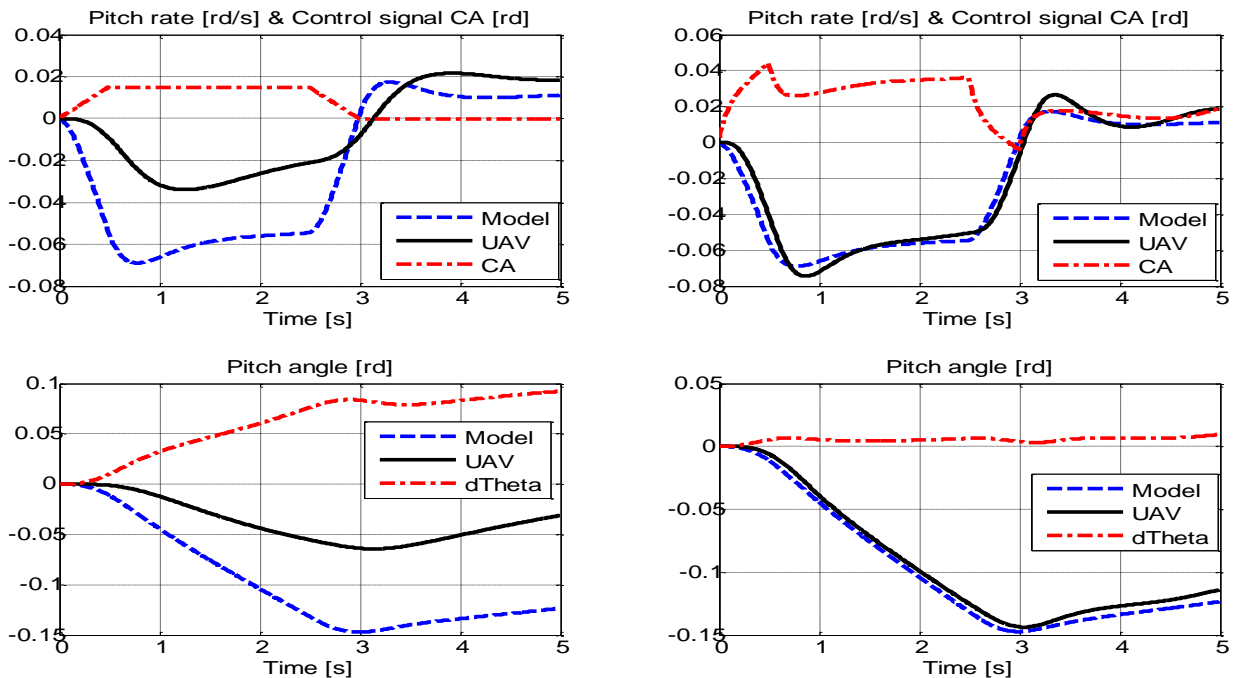 Pitch rate [rd/s] & Control signal CA [rd]
0.04
0.02
0
-0.02
-0.04
-0.06
-0.08
Model
UAV
CA
0 1 2 3 4 5
Time [s]
Pitch rate [rd/s] & Control signal CA [rd]
0.06
0.04
0.02
0
-0.02
-0.04
-0.06
-0.08
Model
UAV
CA
0 1 2 3 4 5
Time [s]
Pitch angle [rd]
0.1
0.05
0
-0.05
-0.1
-0.15
Model
UAV
dTheta
0 1 2 3 4 5
Time [s]
Pitch angle [rd]
0.05
0
-0.05
-0.1
-0.15
Model
UAV
dTheta
0 1 2 3 4 5
Time [s]